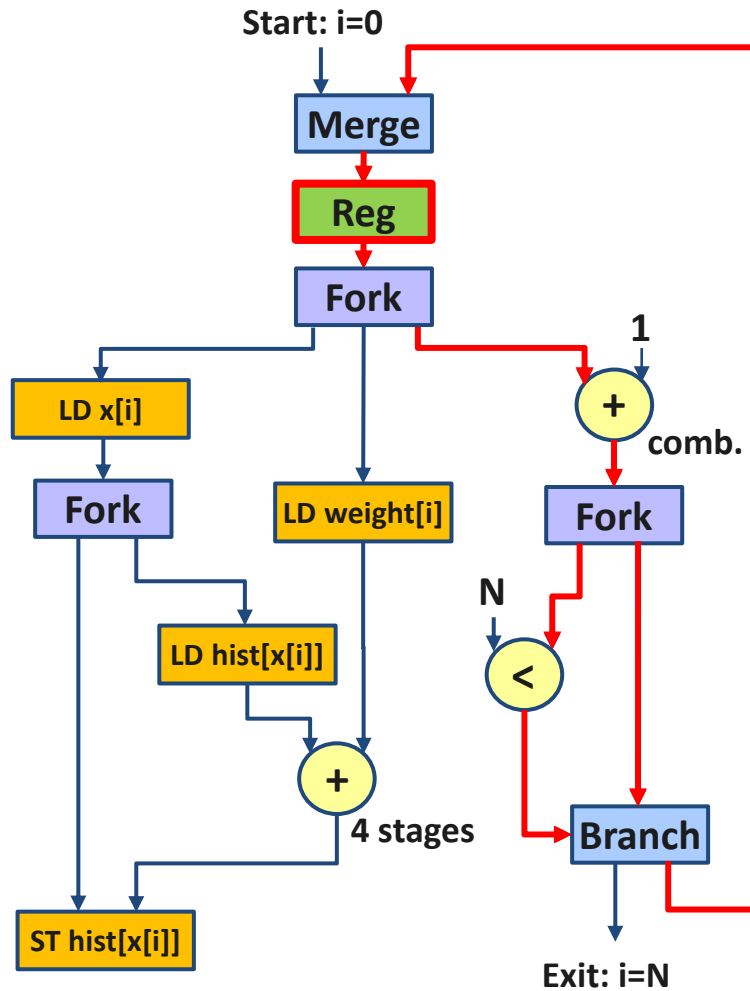 Start: i=0
Merge
Reg
Fork
1
LD x[i]
+
comb.
Fork
LD weight[i]
Fork
N
LD hist[x[i]]
<
+
4 stages
Branch
ST hist[x[i]]
Exit: i=N